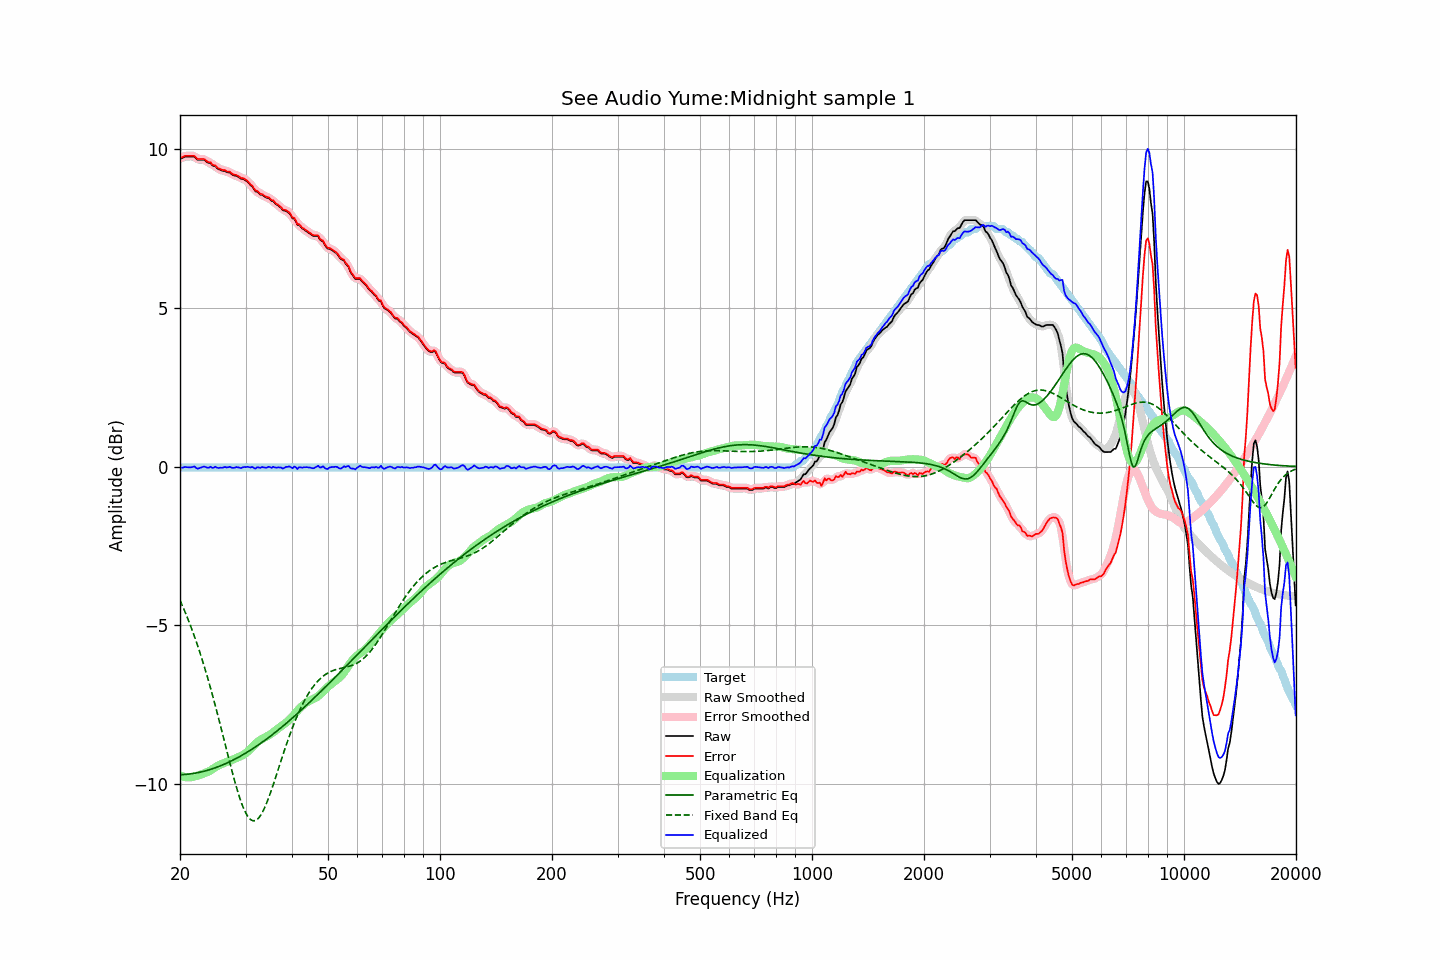 See Audio Yume:Midnight sample 1
Amplitude (dBr)
10
5
0
−5
−10
Target
Raw Smoothed
Error Smoothed
Raw
Error
Equalization
Parametric Eq
Fixed Band Eq
Equalized
20 50 100 200 500 1000 2000 5000 10000 20000
Frequency (Hz)